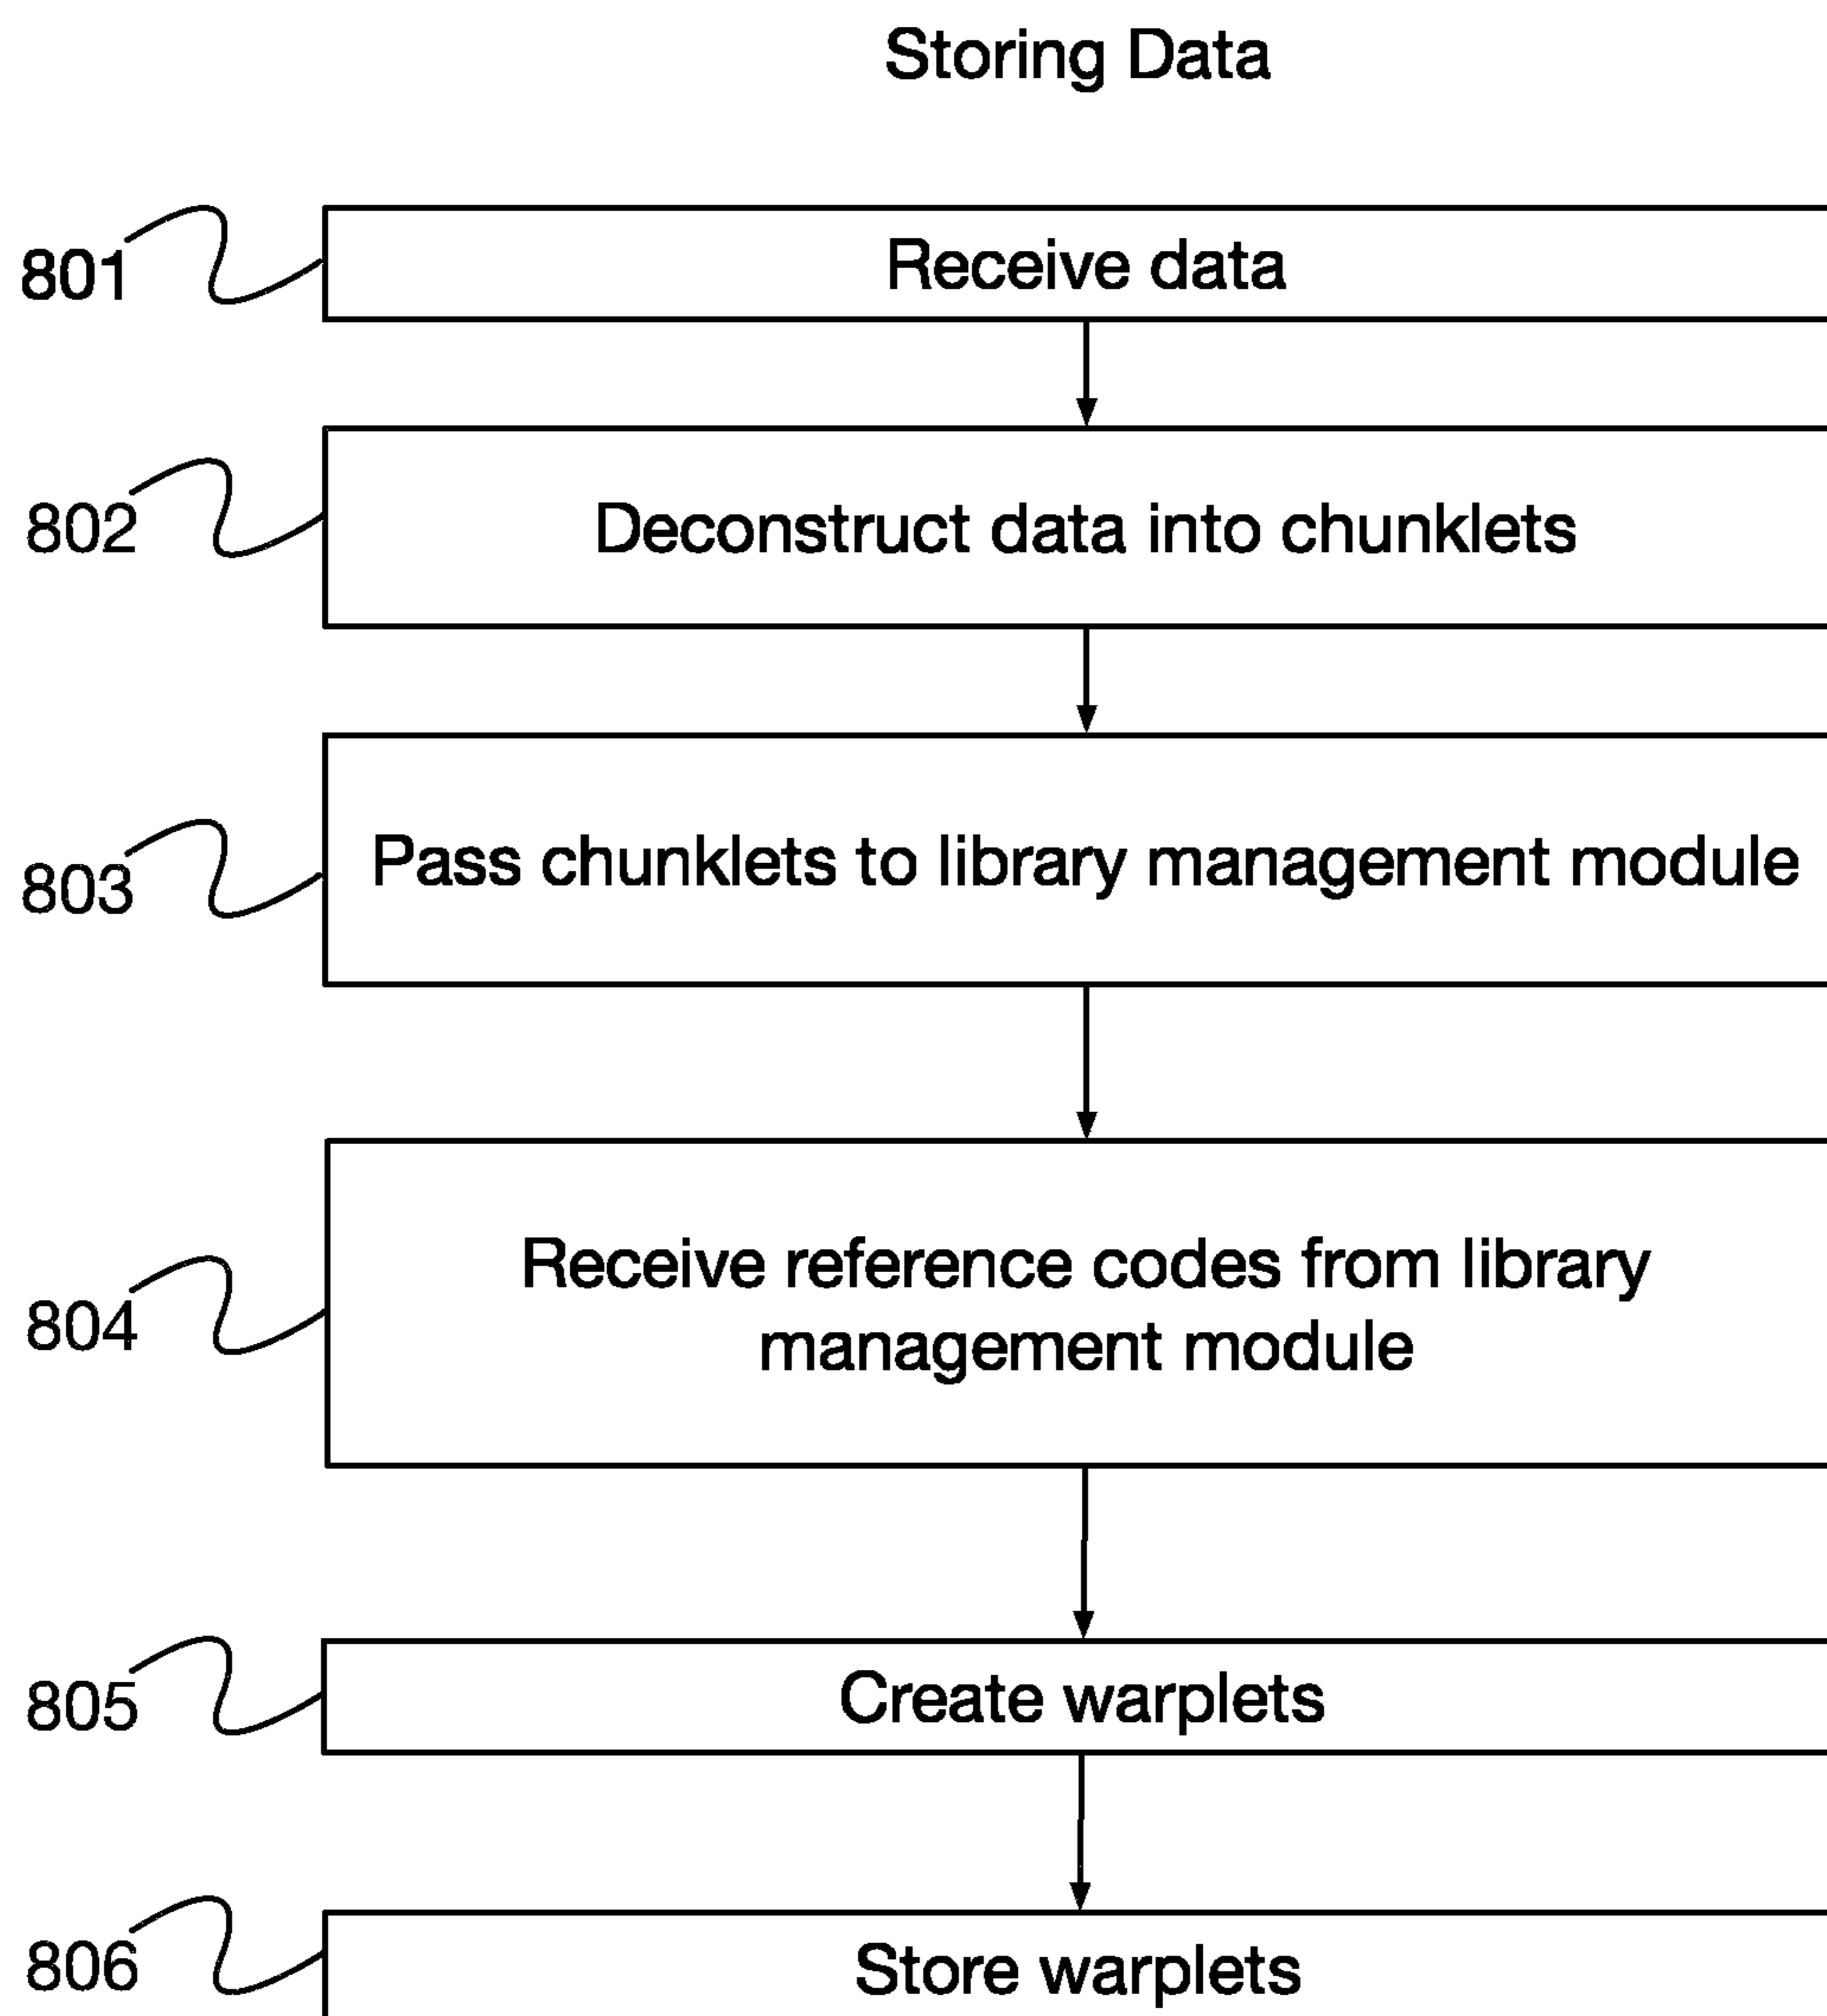 Storing Data
801
Receive data
802
Deconstruct data into chunklets
803
Pass chunklets to library management module
804
Receive reference codes from library
management module
805
Create warplets
806
Store warplets